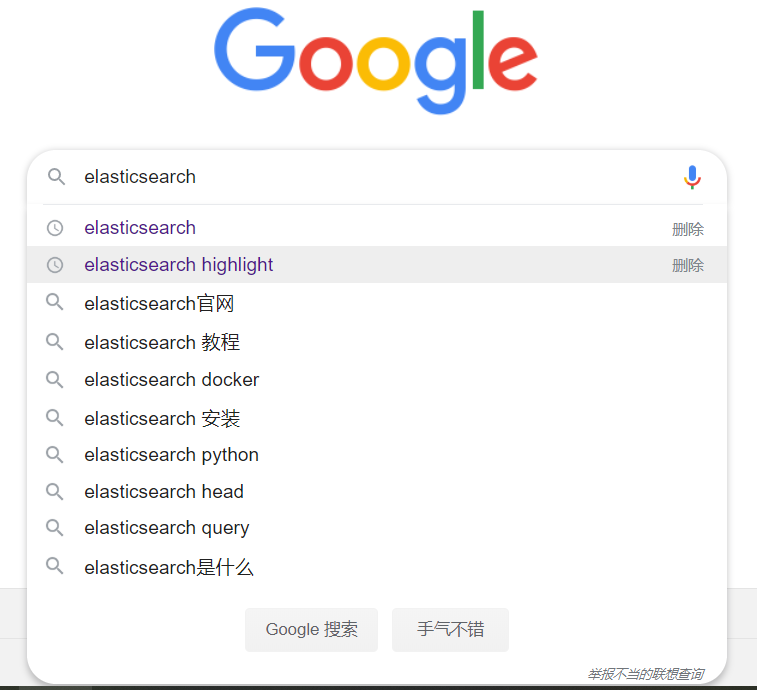 Google
elasticsearch
elasticsearch 删除
elasticsearch highlight 删除
elasticsearch官网
elasticsearch 教程
elasticsearch docker
elasticsearch 安装
elasticsearch python
elasticsearch head
elasticsearch query
elasticsearch是什么
Google 搜索 手气不错
举报不当的联想查询